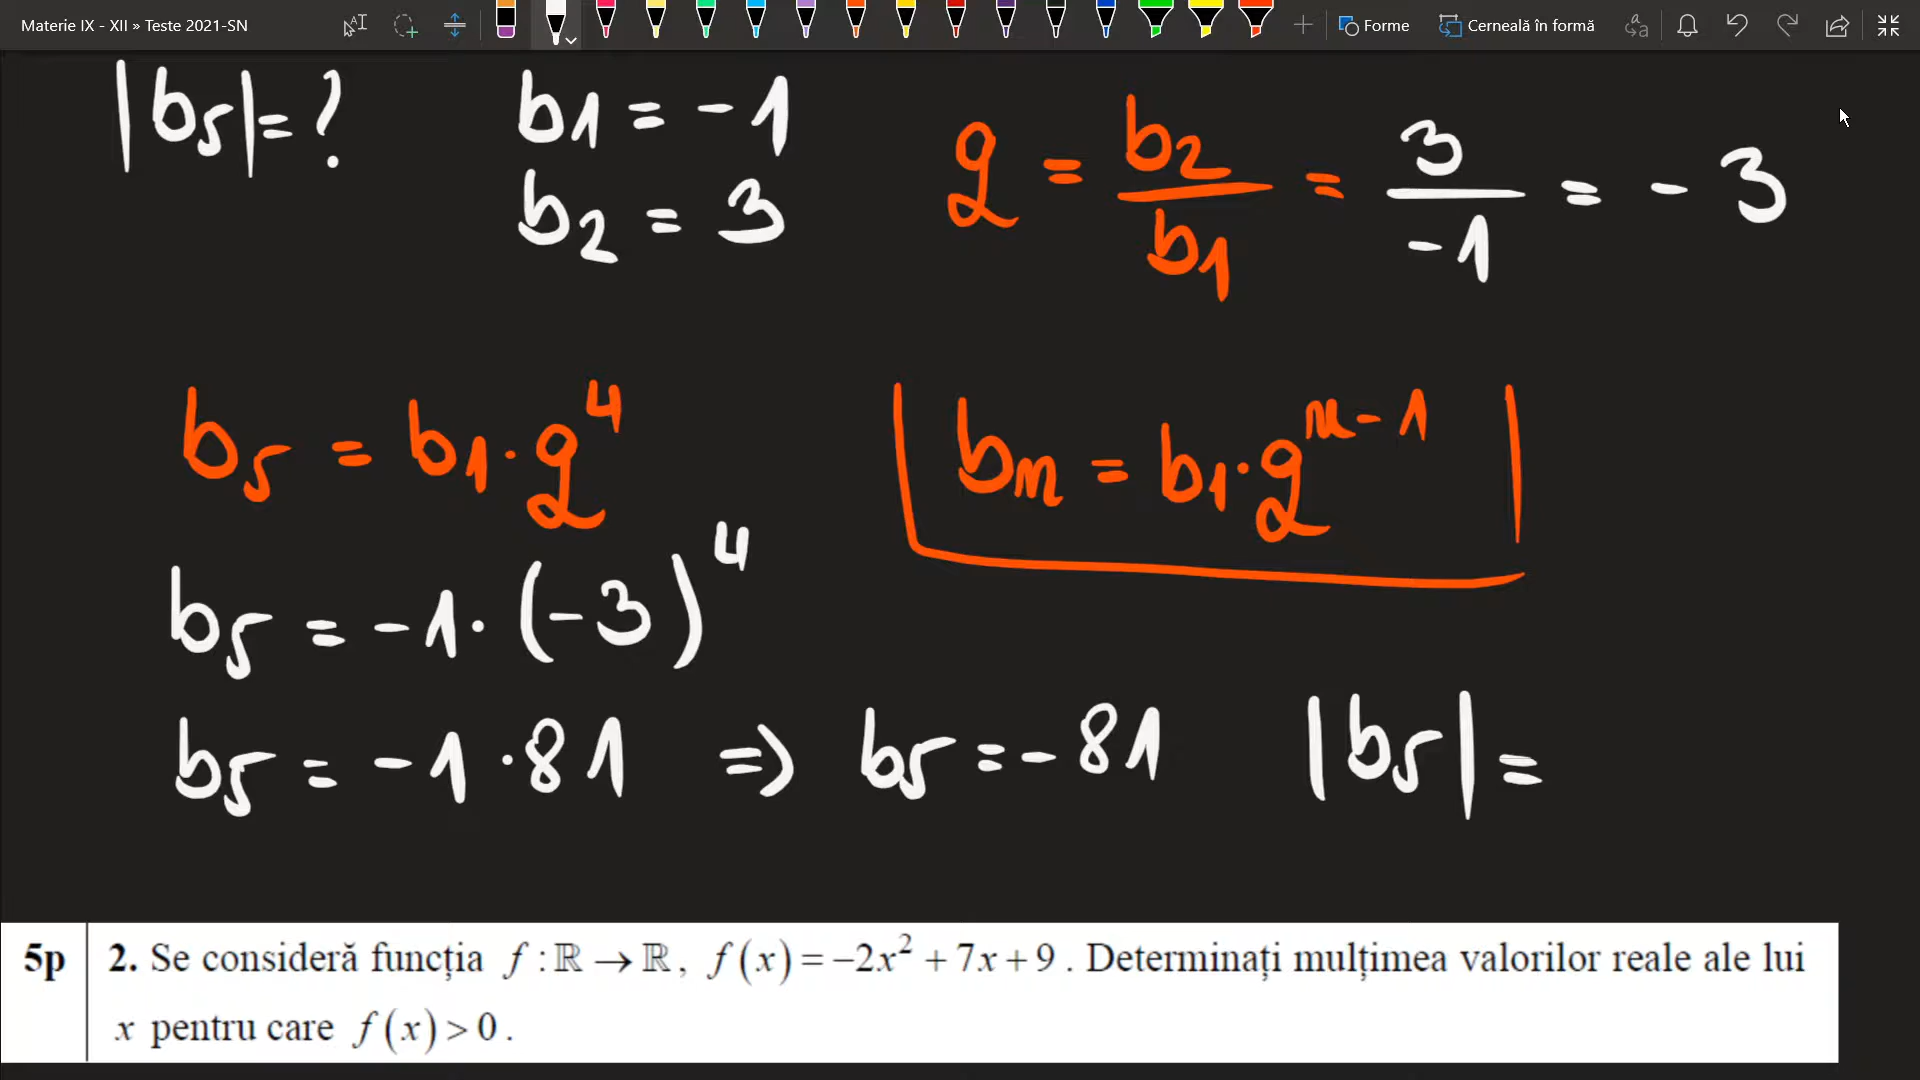 Materie IX - XII » Teste 2021-SN Forme Cerneală în formă
|b5| = ? b1 = -1 q = b2/b1 = 3/-1 = -3
b2 = 3
b5 = b1 · q^4 bn = b1 · q^n-1
b5 = -1 · (-3)^4
b5 = -1 · 81 => b5 = -81 |b5| =
5p 2. Se consideră funcția f : ℝ → ℝ, f(x) = −2x² + 7x + 9 . Determinați mulțimea valorilor reale ale lui
x pentru care f(x) > 0 .